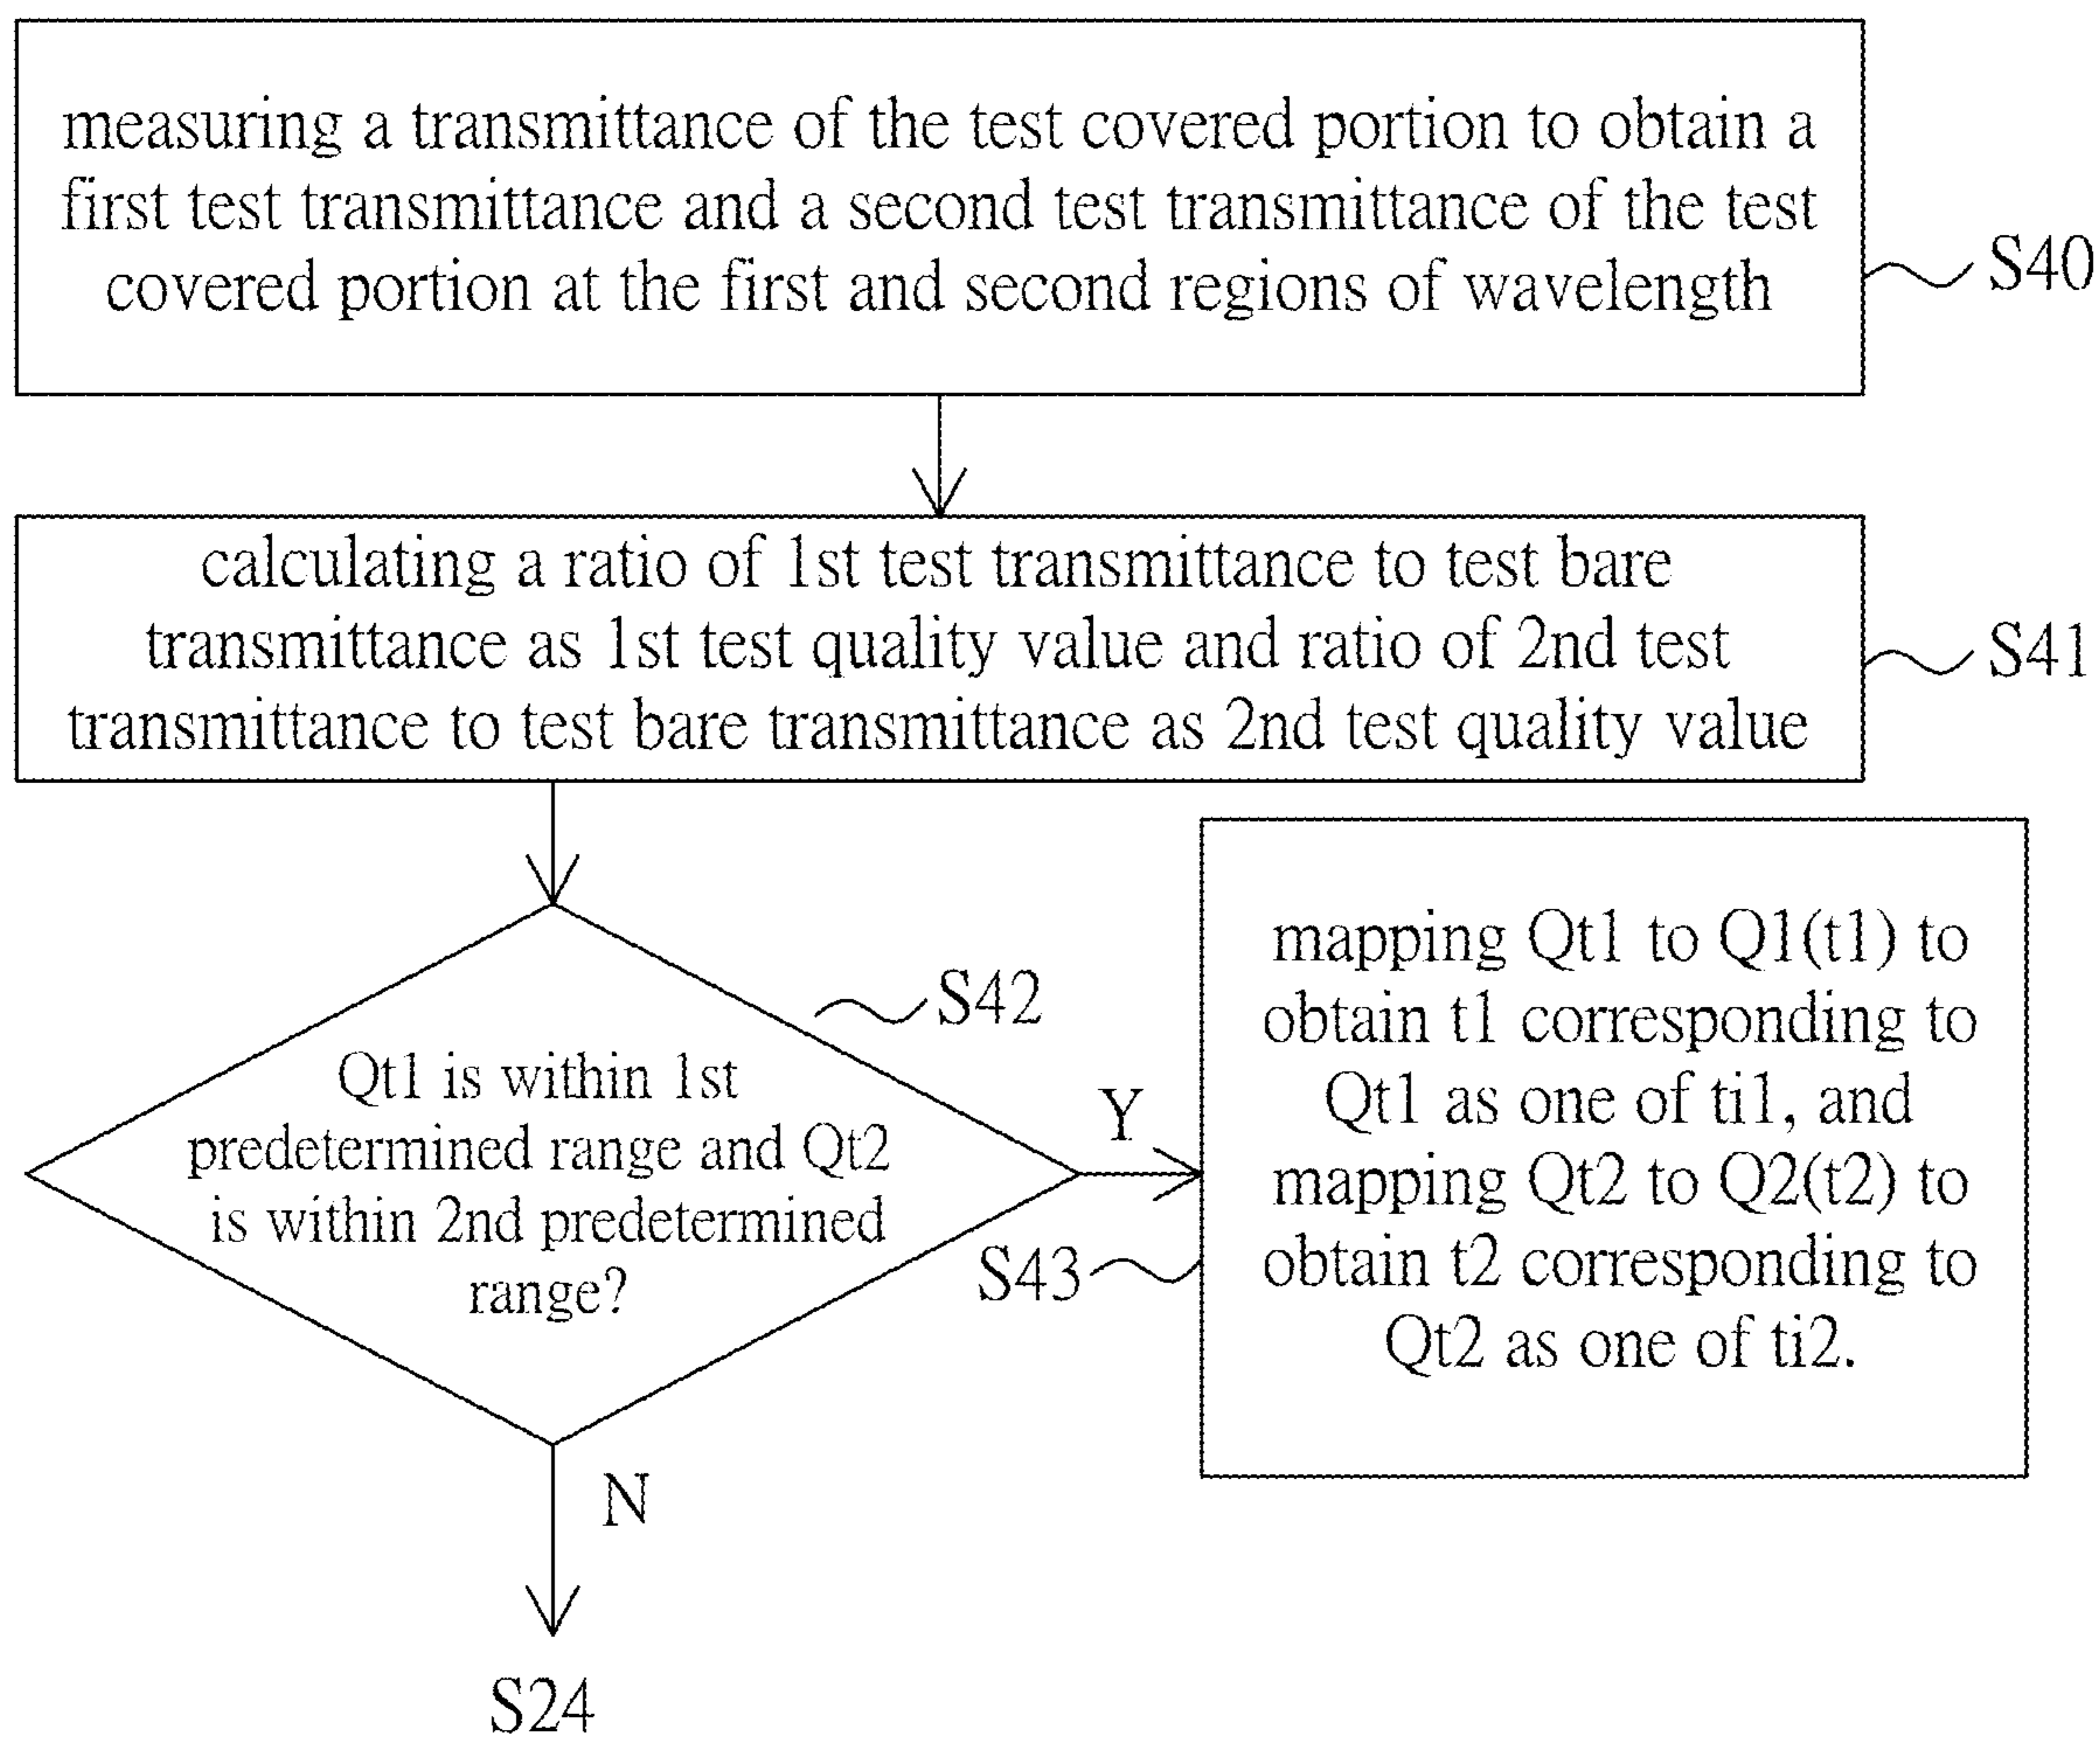 measuring a transmittance of the test covered portion to obtain a
first test transmittance and a second test transmittance of the test
covered portion at the first and second regions of wavelength
S40
calculating a ratio of 1st test transmittance to test bare
transmittance as 1st test quality value and ratio of 2nd test
transmittance to test bare transmittance as 2nd test quality value
S41
Qt1 is within 1st
predetermined range and Qt2
is within 2nd predetermined
range?
S42
Y
N
S24
mapping Qt1 to Q1(t1) to
obtain t1 corresponding to
Qt1 as one of ti1, and
mapping Qt2 to Q2(t2) to
obtain t2 corresponding to
Qt2 as one of ti2.
S43